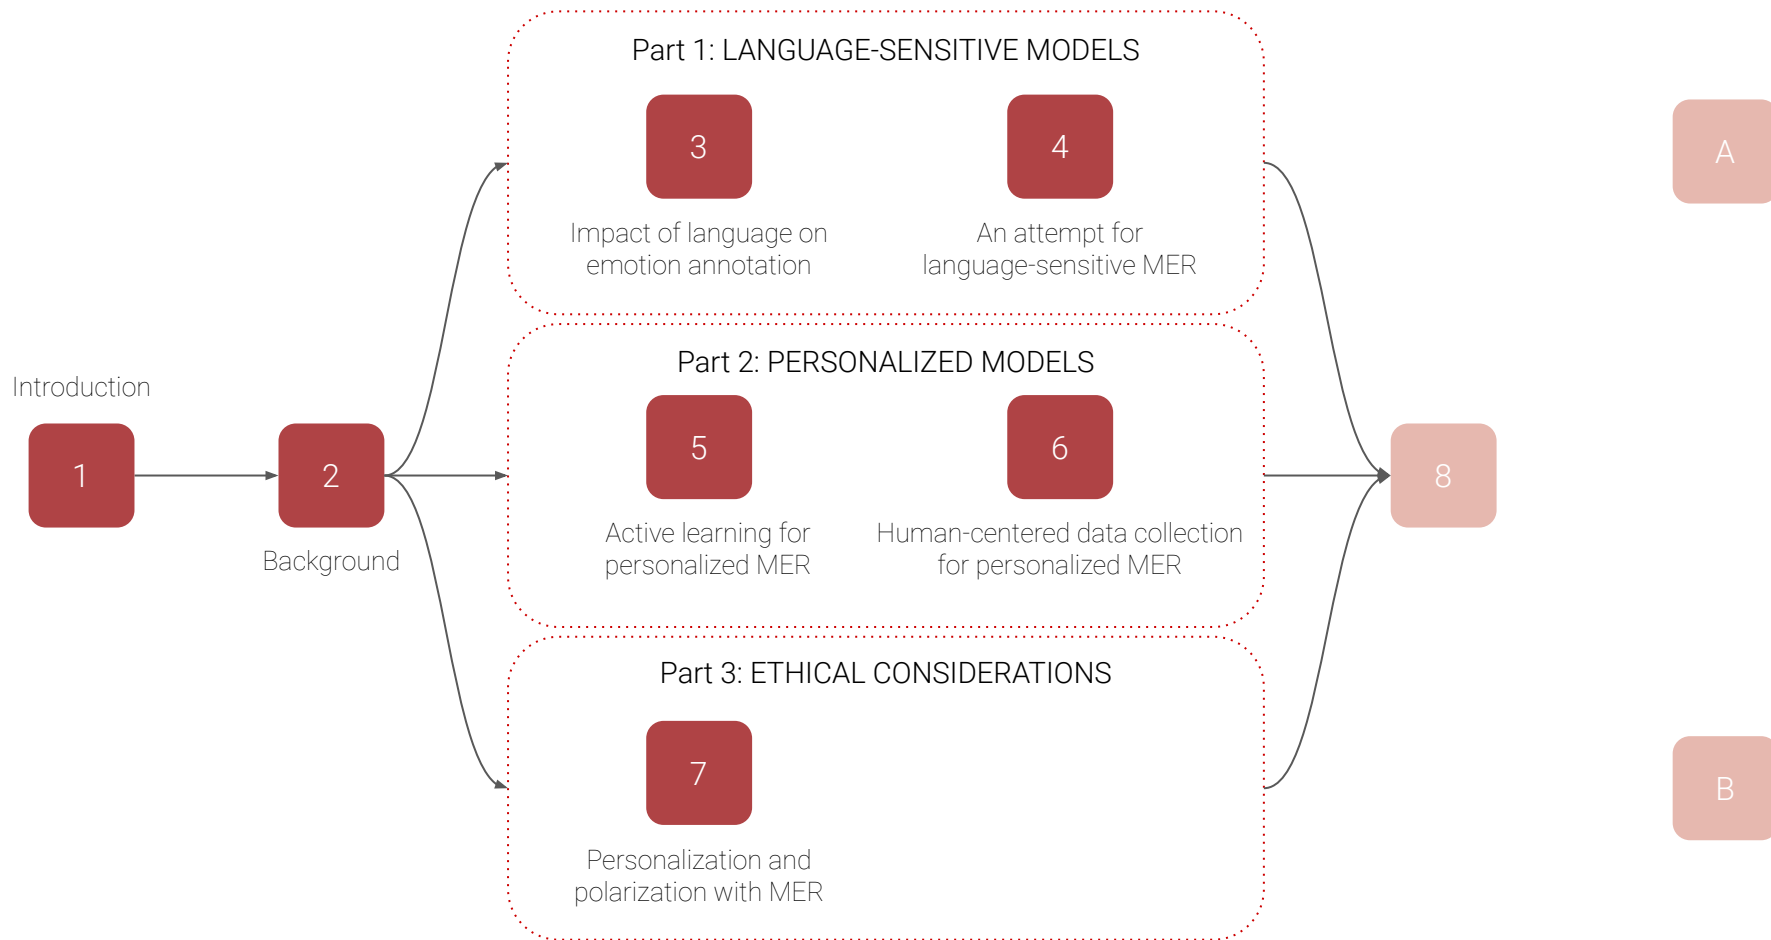 Part 1: LANGUAGE-SENSITIVE MODELS
3
4
A
Impact of language on
emotion annotation
An attempt for
language-sensitive MER
Part 2: PERSONALIZED MODELS
Introduction
1
2
Background
5
6
8
Active learning for
personalized MER
Human-centered data collection
for personalized MER
Part 3: ETHICAL CONSIDERATIONS
7
B
Personalization and
polarization with MER